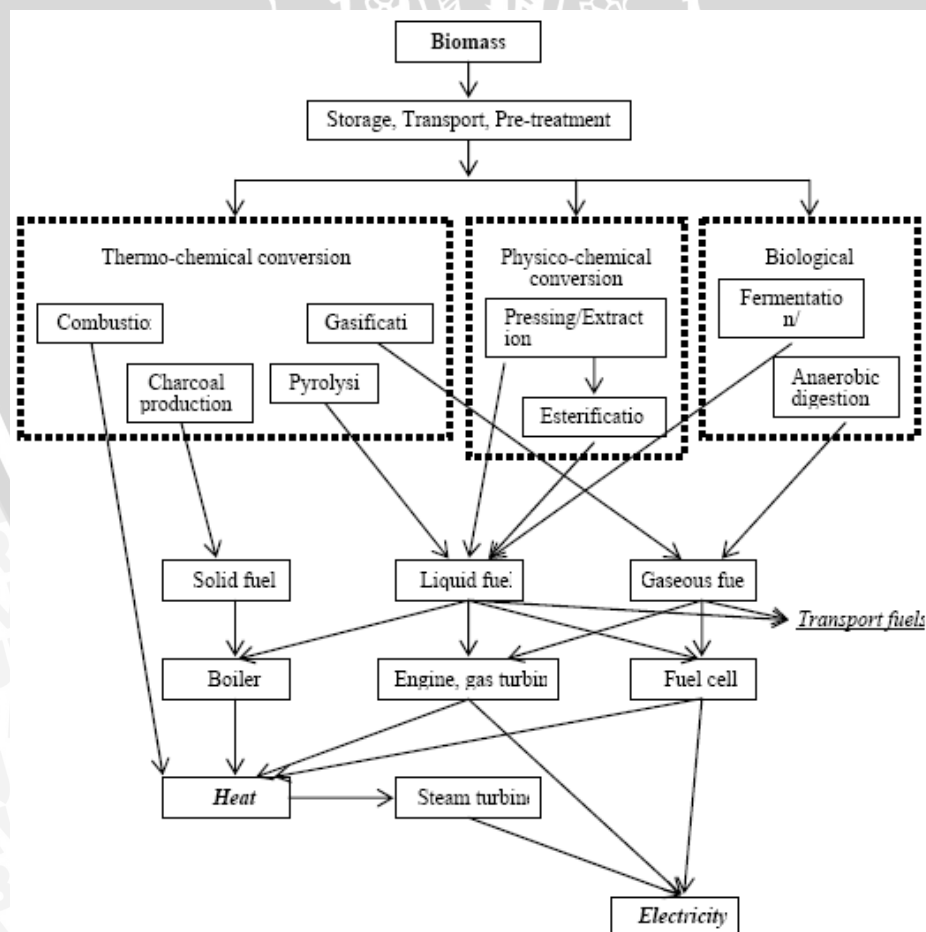 Biomass
Storage, Transport, Pre-treatment
Thermo-chemical conversion
Physico-chemical
conversion
Biological
Combustio
Gasificati
Pressing/Extract
ion
Fermentatio
n/
Charcoal
production
Pyrolysi
Esterificatio
Anaerobic
digestion
Solid fuel
Liquid fuel
Gaseous fue
Transport fuels
Boiler
Engine, gas turbin
Fuel cell
Heat
Steam turbine
Electricity